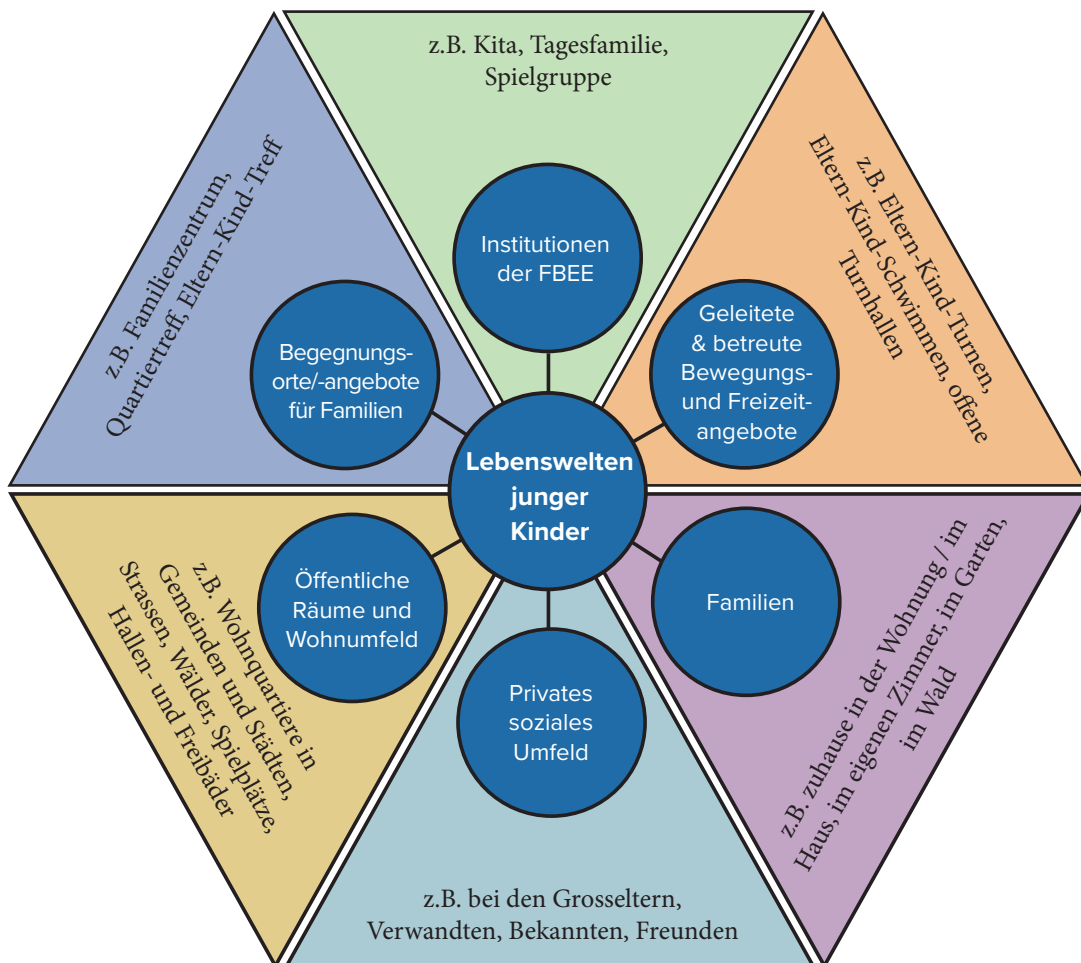 z.B. Kita, Tagesfamilie,
Spielgruppe
Institutionen
der FBEE
z.B. Eltern-Kind-Turnen,
Eltern-Kind-Schwimmen, offene
Turnhallen
Geleitete
& betreute
Bewegungs-
und Freizeit-
angebote
z.B. Familienzentrum,
Quartiertreff, Eltern-Kind-Treff
Begegnungs-
orte/-angebote
für Familien
Lebenswelten
junger
Kinder
Öffentliche
Räume und
Wohnumfeld
z.B. Wohnquartiere in
Gemeinden und Städten,
Strassen, Wälder, Spielplätze,
Hallen- und Freibäder
Familien
z.B. zuhause in der Wohnung / im
Haus, im eigenen Zimmer, im Garten,
im Wald
Privates
soziales
Umfeld
z.B. bei den Grosseltern,
Verwandten, Bekannten, Freunden